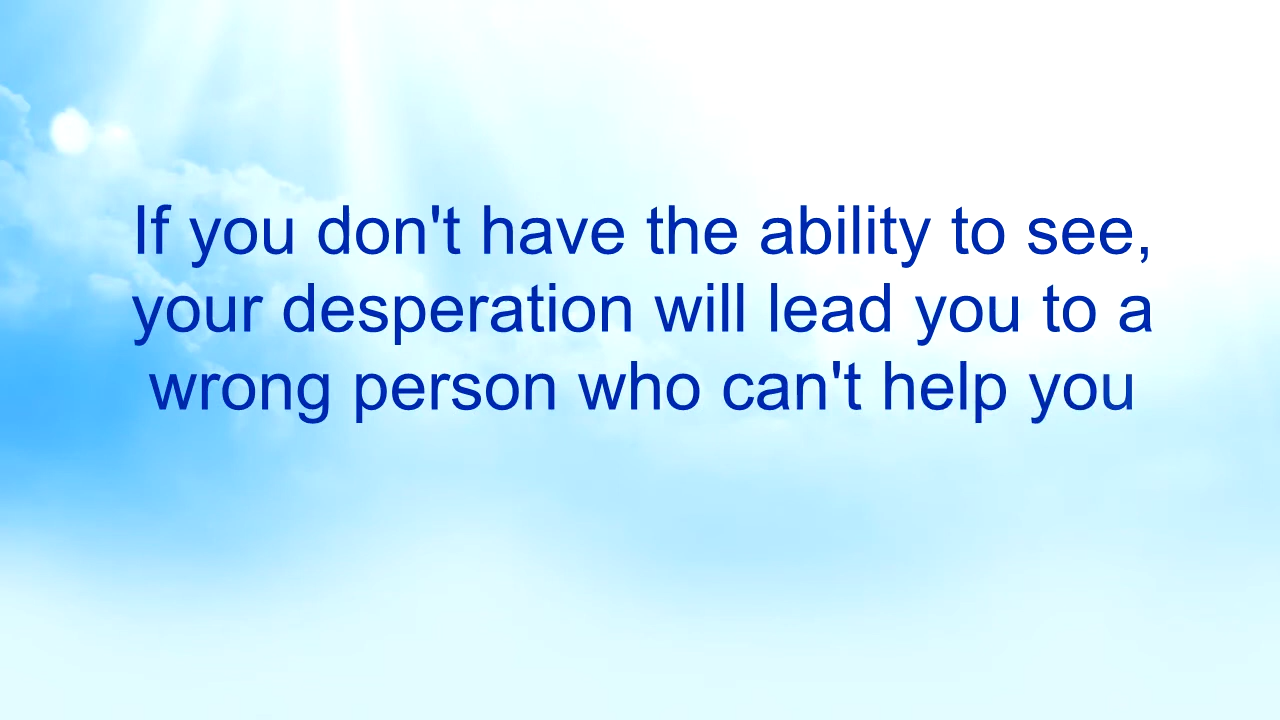 If you don't have the ability to see,
your desperation will lead you to a
wrong person who can't help you